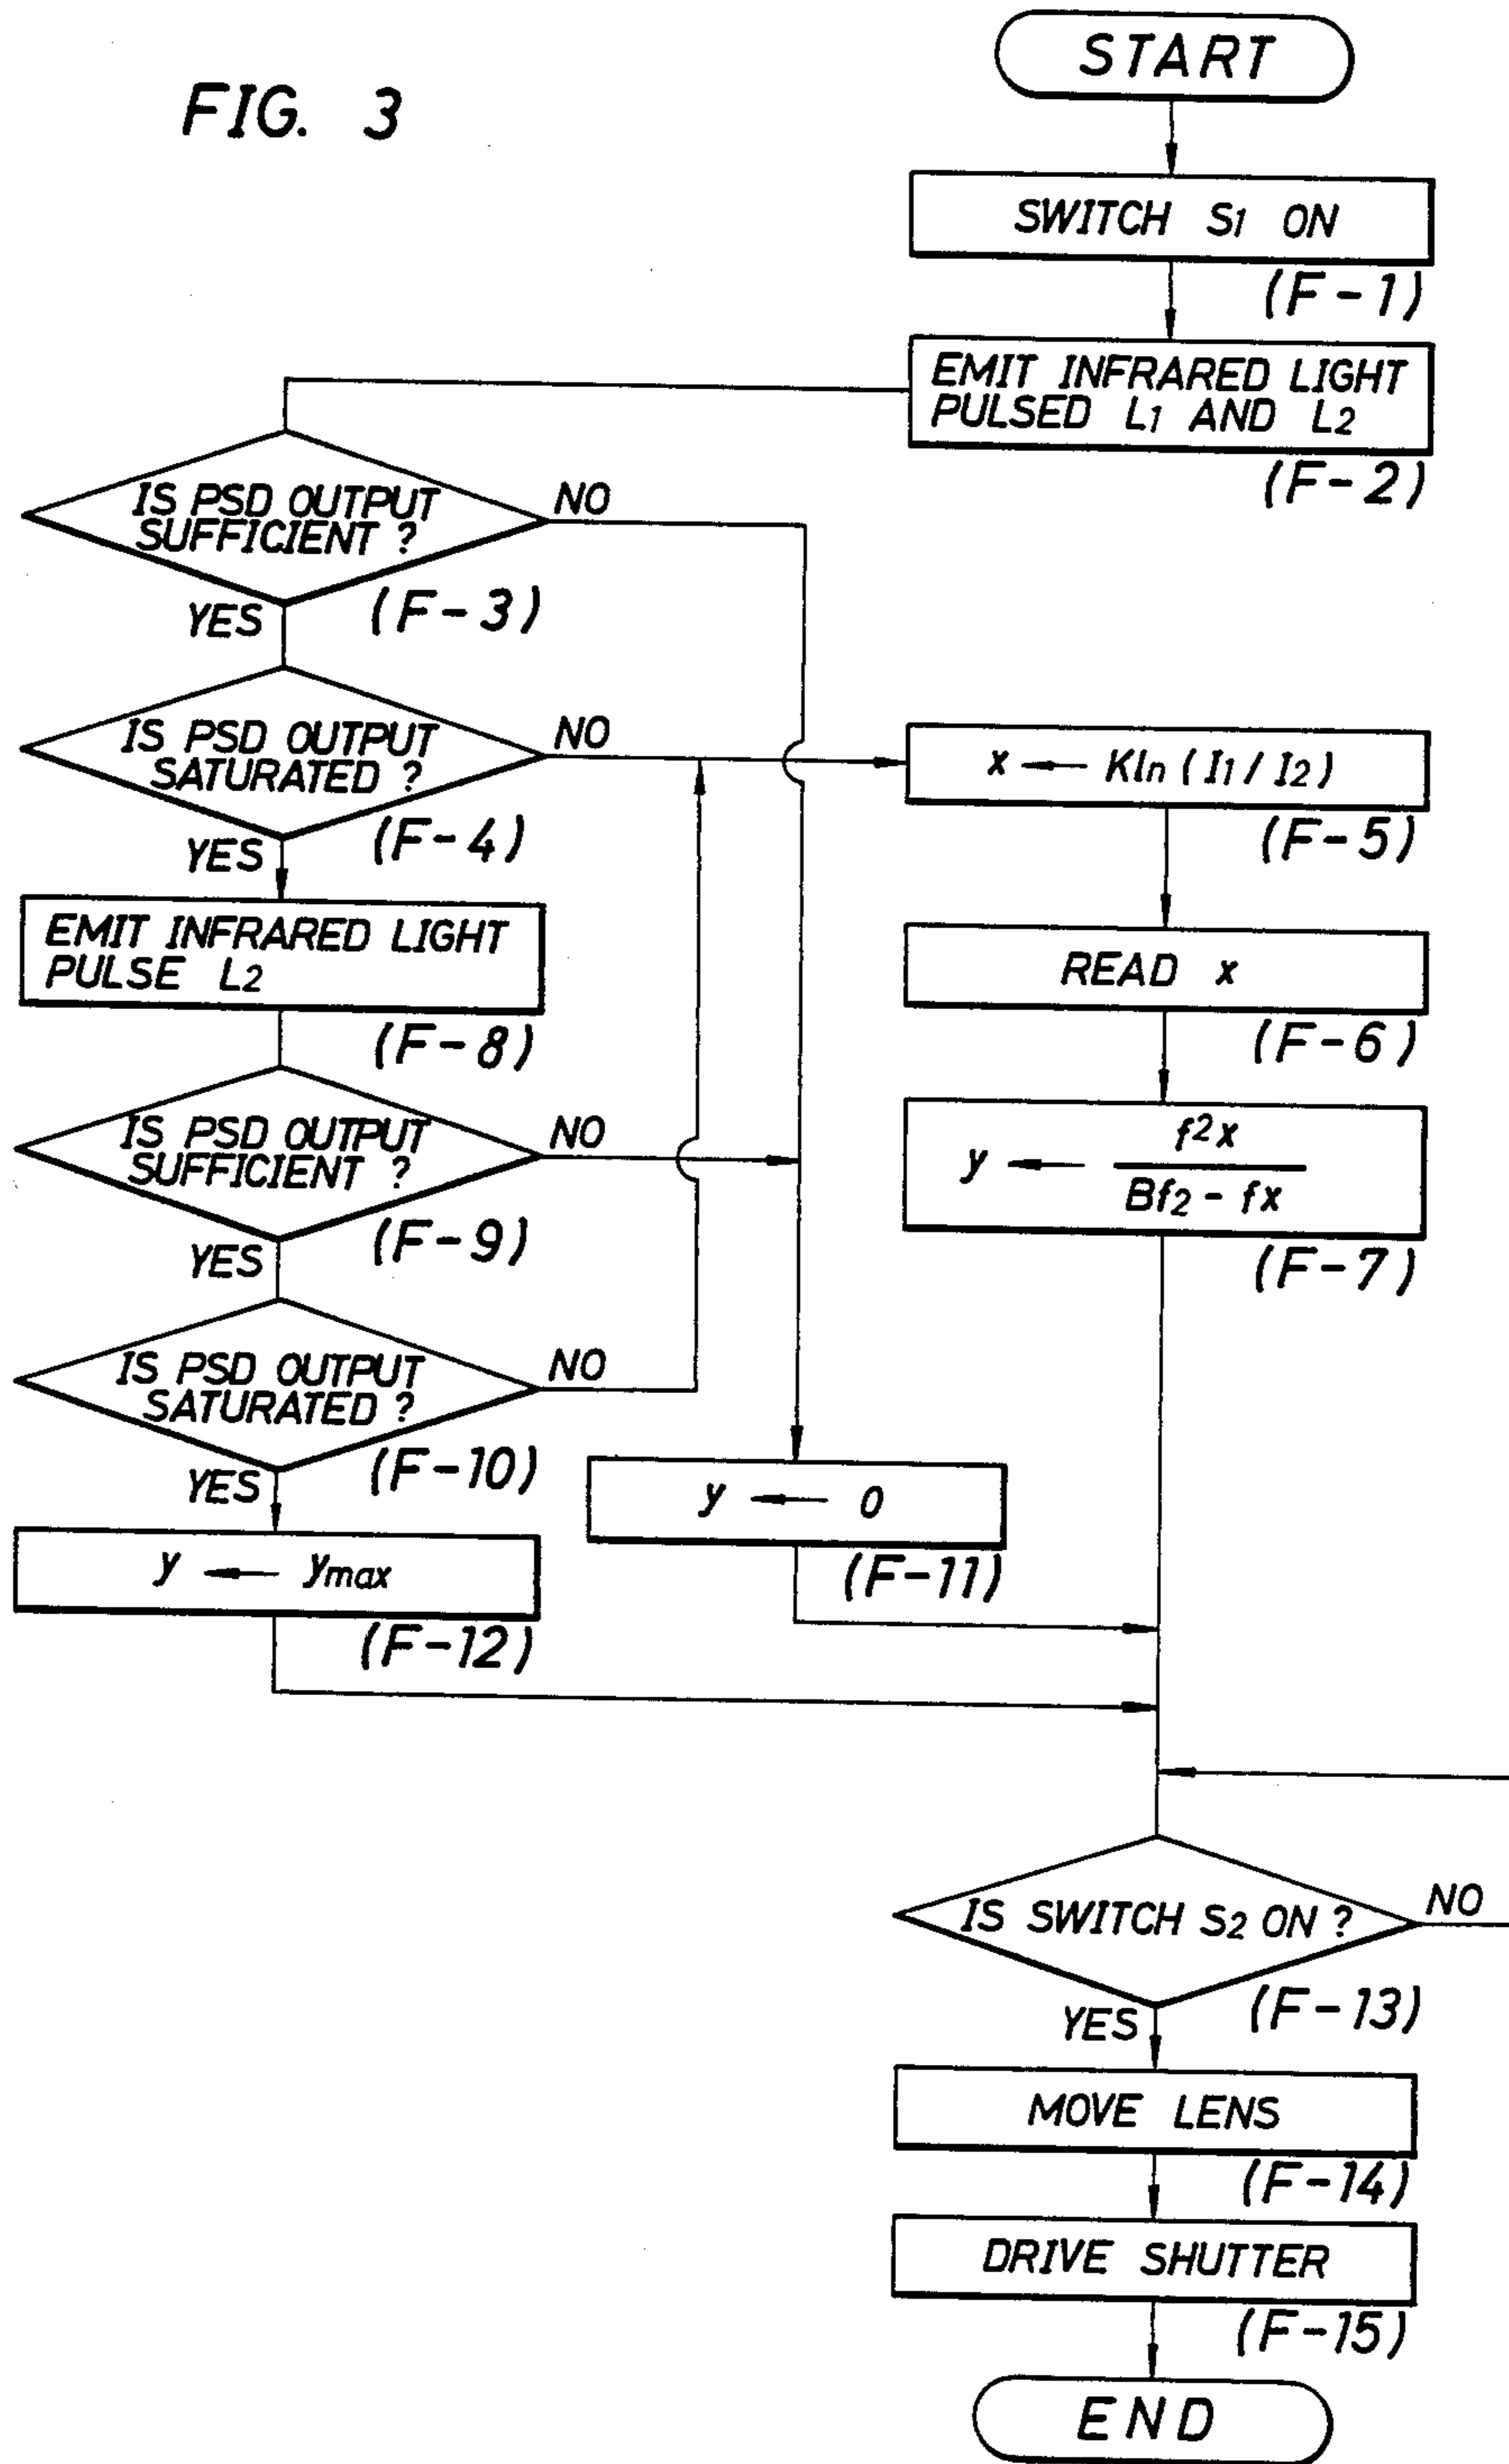 FIG. 3
START
SWITCH S1 ON
(F-1)
EMIT INFRARED LIGHT
PULSED L1 AND L2
(F-2)
IS PSD OUTPUT
SUFFICIENT ?
NO
YES
(F-3)
IS PSD OUTPUT
SATURATED ?
NO
YES
(F-4)
x ← Kln (I1 / I2)
(F-5)
EMIT INFRARED LIGHT
PULSE L2
(F-8)
READ x
(F-6)
IS PSD OUTPUT
SUFFICIENT ?
NO
YES
(F-9)
y ← f²x
Bf2 - fx
(F-7)
IS PSD OUTPUT
SATURATED ?
NO
YES
(F-10)
y ← 0
(F-11)
y ← ymax
(F-12)
IS SWITCH S2 ON ?
NO
YES
(F-13)
MOVE LENS
(F-14)
DRIVE SHUTTER
(F-15)
END